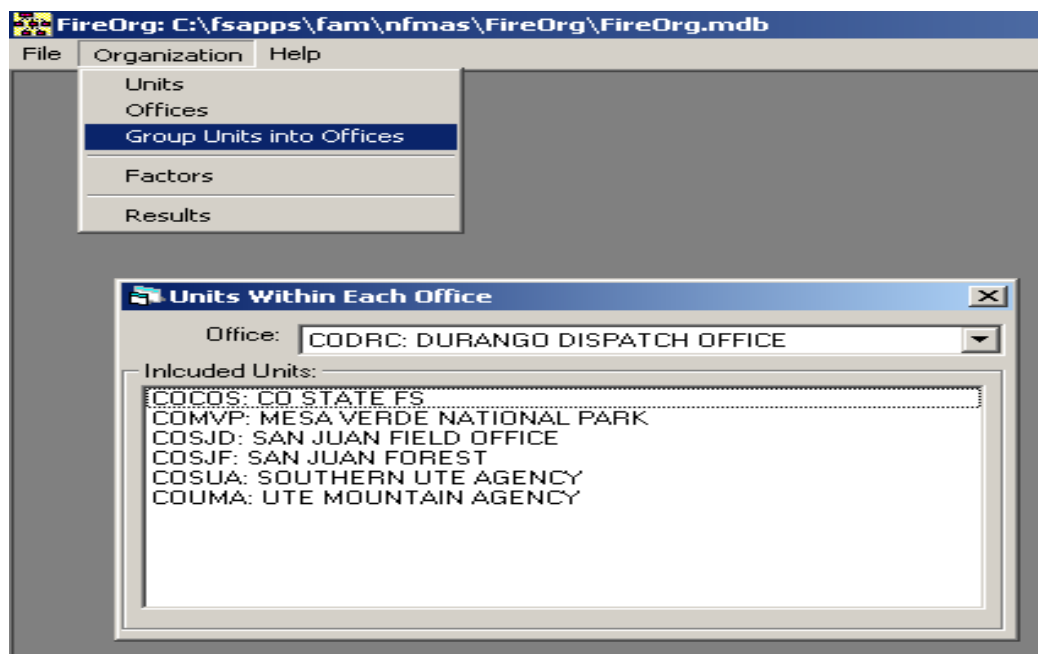 FireOrg: C:\fsapps\fam\nfmas\FireOrg\FireOrg.mdb
File Organization Help
Units
Offices
Group Units into Offices
Factors
Results
Units Within Each Office
Office: CODRC: DURANGO DISPATCH OFFICE
Inlcuded Units:
COCOS: CO STATE FS
COMVP: MESA VERDE NATIONAL PARK
COSJD: SAN JUAN FIELD OFFICE
COSJF: SAN JUAN FOREST
COSUA: SOUTHERN UTE AGENCY
COUMA: UTE MOUNTAIN AGENCY